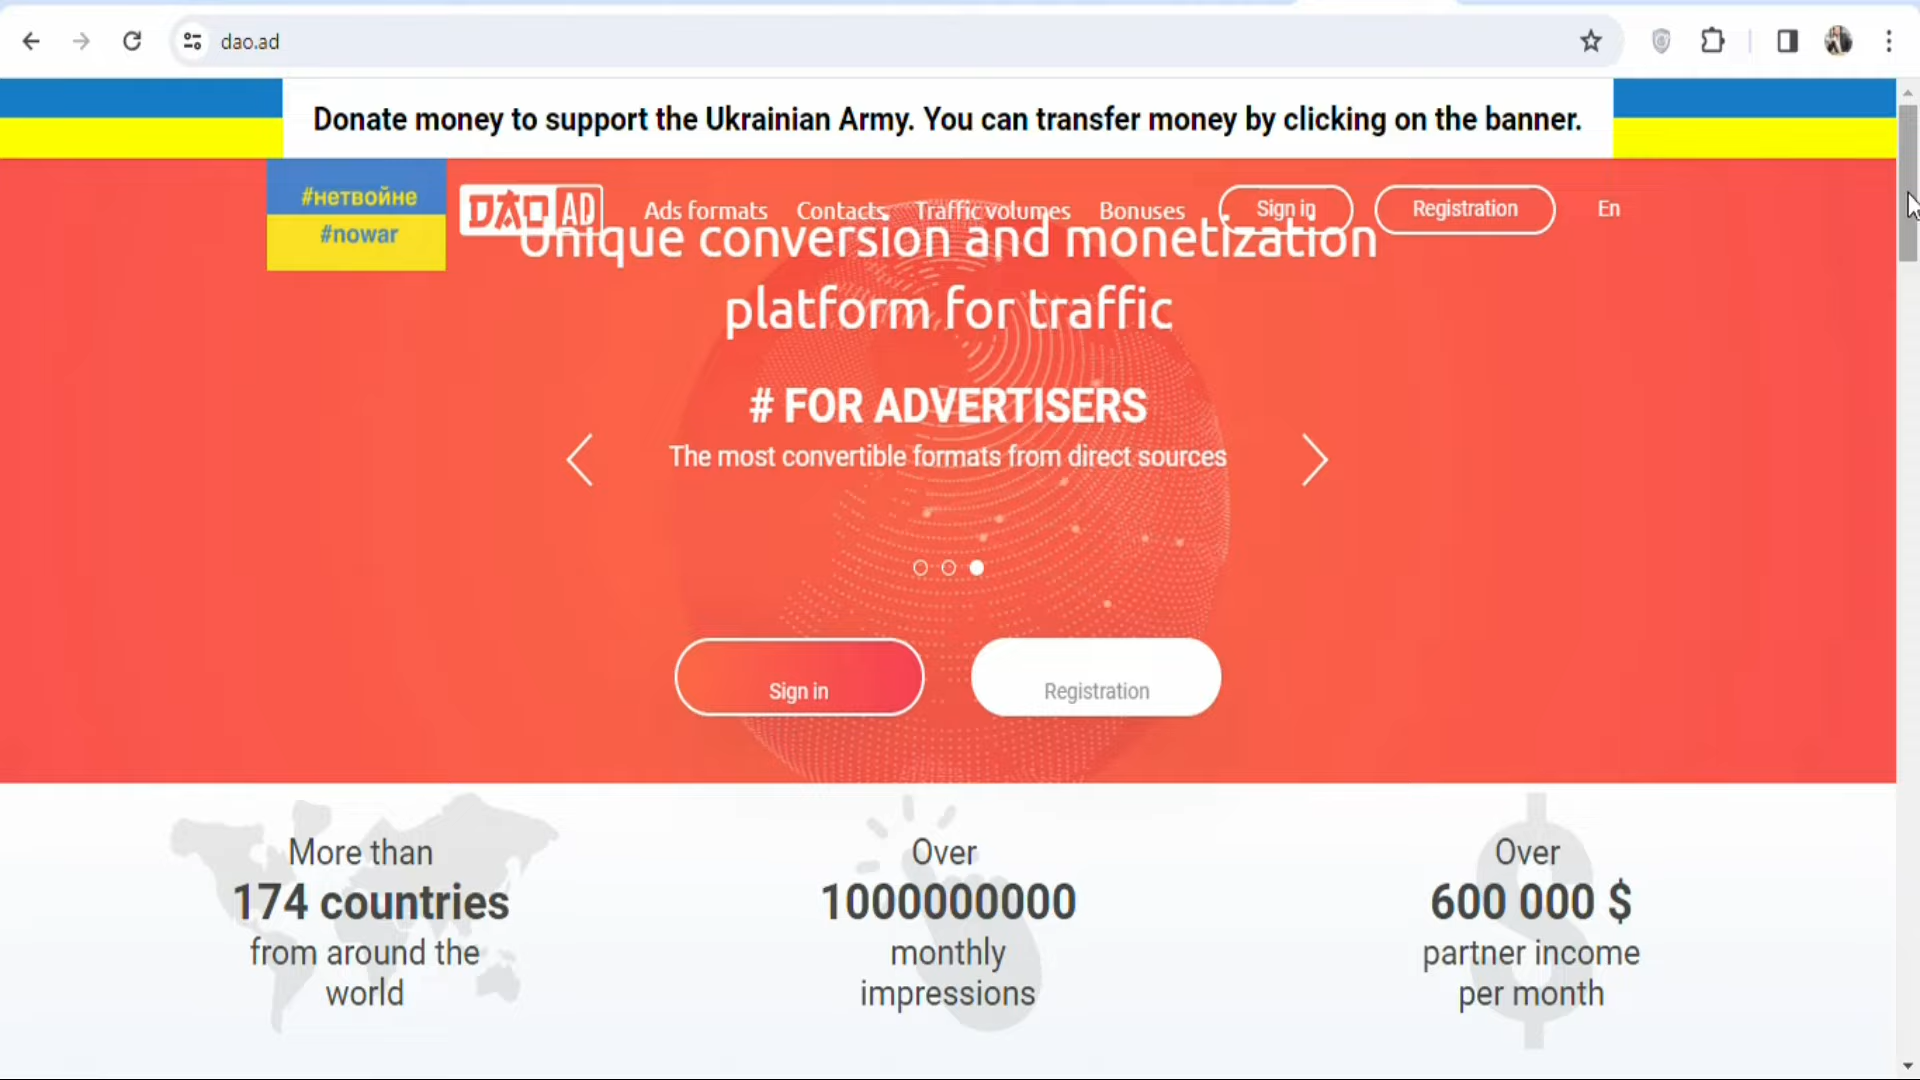 dao.ad
Donate money to support the Ukrainian Army. You can transfer money by clicking on the banner.
#нетвойне
#nowar
DAO AD
Ads formats
Contacts
Traffic volumes
Bonuses
Sign in
Registration
En
Unique conversion and monetization
platform for traffic
# FOR ADVERTISERS
The most convertible formats from direct sources
Sign in
Registration
More than
174 countries
from around the
world
Over
1000000000
monthly
impressions
Over
600 000 $
partner income
per month